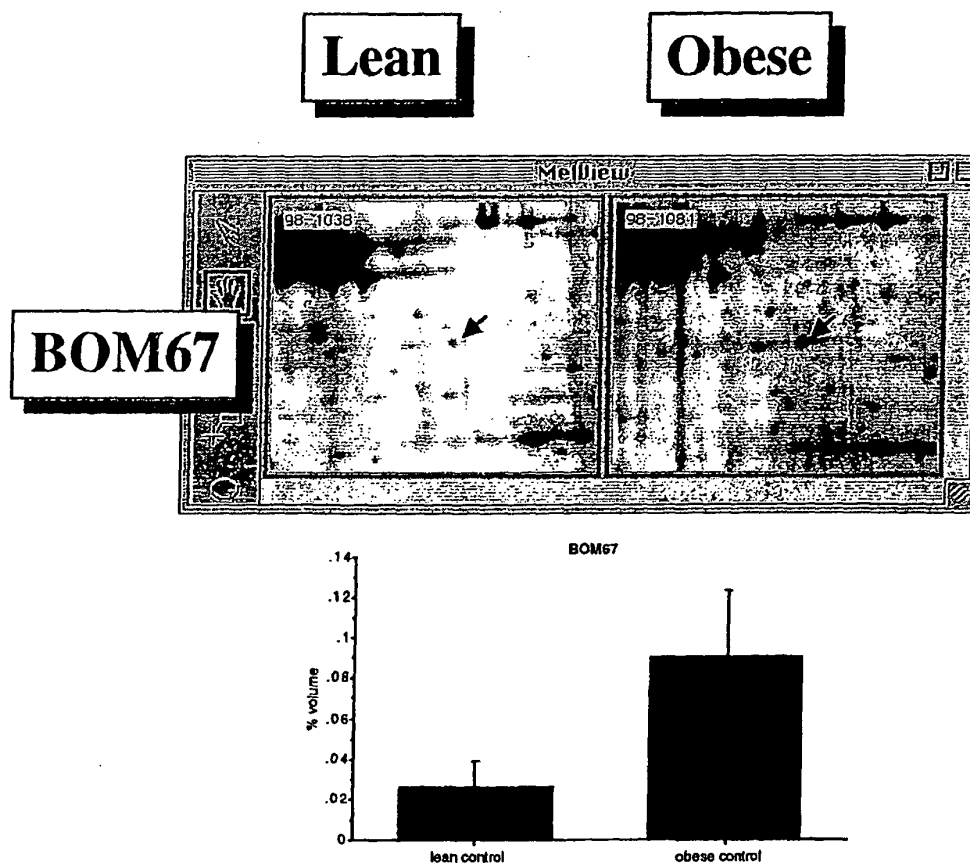 Lean
Obese
98-1038
98-1081
BOM67
BOM67
.14
.12
.1
.08
.06
.04
.02
0
% volume
lean control
obese control